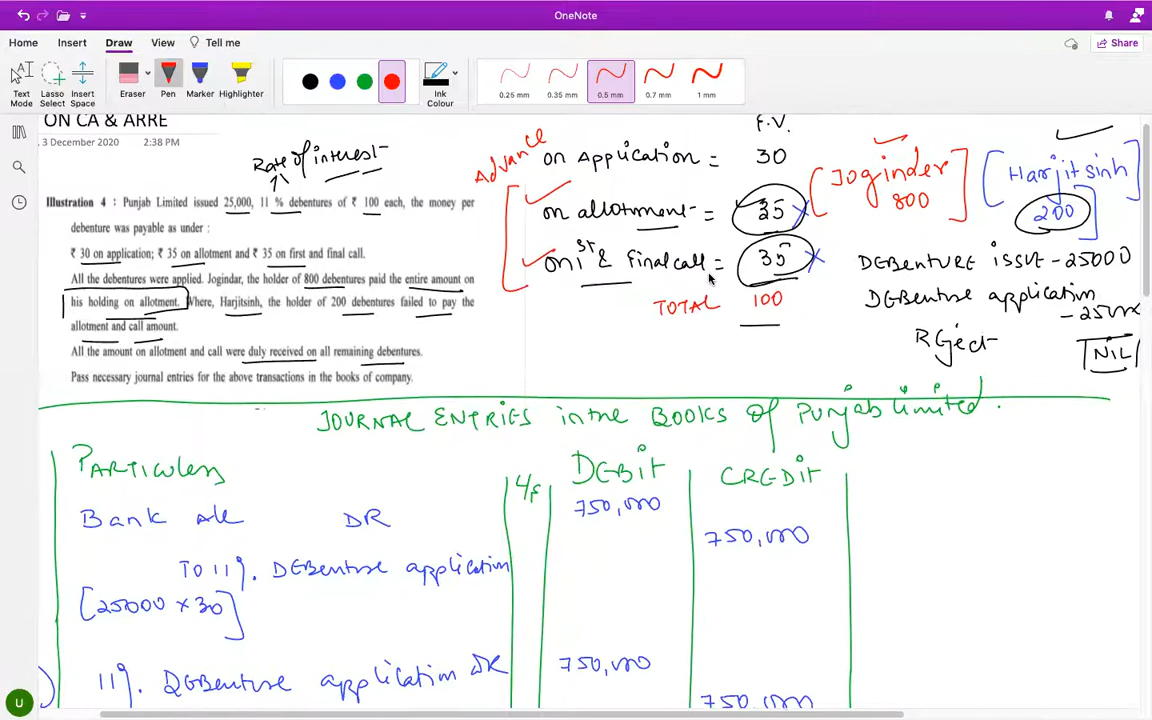 OneNote
Home Insert Draw View Tell me
Share
Text Mode
Lasso Select
Insert Space
Eraser
Pen
Marker
Highlighter
Ink Colour
0.25 mm 0.35 mm 0.5 mm 0.7 mm 1 mm
ON CA & ARRE
3 December 2020 2:38 PM
Rate of interest
Illustration 4 : Punjab Limited issued 25,000, 11 % debentures of ₹ 100 each, the money per
debenture was payable as under :
₹ 30 on application; ₹ 35 on allotment and ₹ 35 on first and final call.
All the debentures were applied. Jogindar, the holder of 800 debentures paid the entire amount on
his holding on allotment. Where, Harjitsinh, the holder of 200 debentures failed to pay the
allotment and call amount.
All the amount on allotment and call were duly received on all remaining debentures.
Pass necessary journal entries for the above transactions in the books of company.
F.V.
Advance
on Application = 30
on allotment = 35
on 1st & final call = 35
TOTAL 100
Joginder
800
Harjitsinh
200
DEBENTURE issue - 25000
DEBENTURE application
- 25000
Reject
NIL
JOURNAL ENTRIES in the BOOKS of Punjab limited.
PARTICULERS L/F DEBIT CREDIT
Bank A/c DR 750,000
750,000
TO 11%. DEBENTURE application
[25000 x 30]
11%. DEBENTURE application DR 750,000
750,000
U